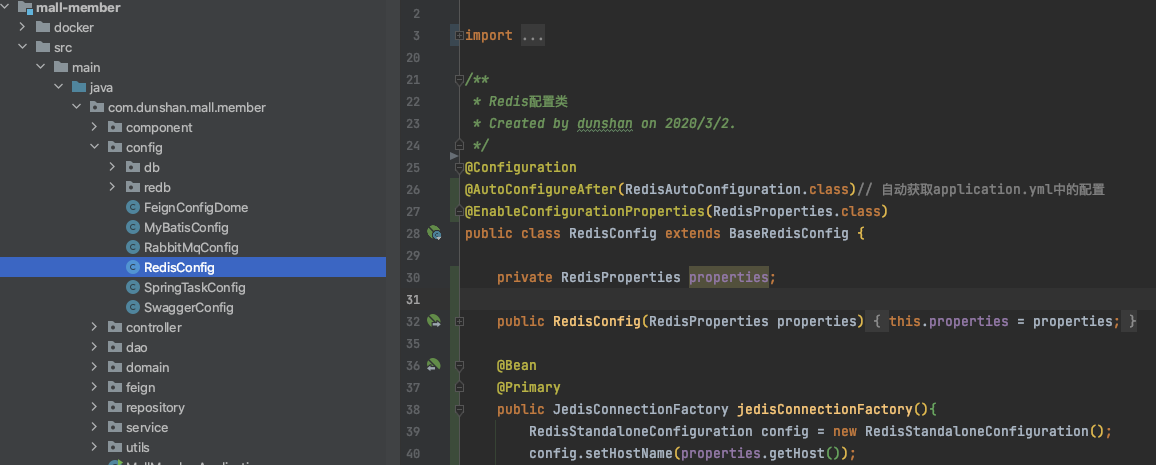 mall-member
docker
src
main
java
com.dunshan.mall.member
component
config
db
redb
FeignConfigDome
MyBatisConfig
RabbitMqConfig
RedisConfig
SpringTaskConfig
SwaggerConfig
controller
dao
domain
feign
repository
service
utils
2
3 import ...
20
21 /**
22 * Redis配置类
23 * Created by dunshan on 2020/3/2.
24 */
25 @Configuration
26 @AutoConfigureAfter(RedisAutoConfiguration.class)// 自动获取application.yml中的配置
27 @EnableConfigurationProperties(RedisProperties.class)
28 public class RedisConfig extends BaseRedisConfig {
29
30 private RedisProperties properties;
31
32 public RedisConfig(RedisProperties properties) { this.properties = properties; }
35
36 @Bean
37 @Primary
38 public JedisConnectionFactory jedisConnectionFactory(){
39 RedisStandaloneConfiguration config = new RedisStandaloneConfiguration();
40 config.setHostName(properties.getHost());